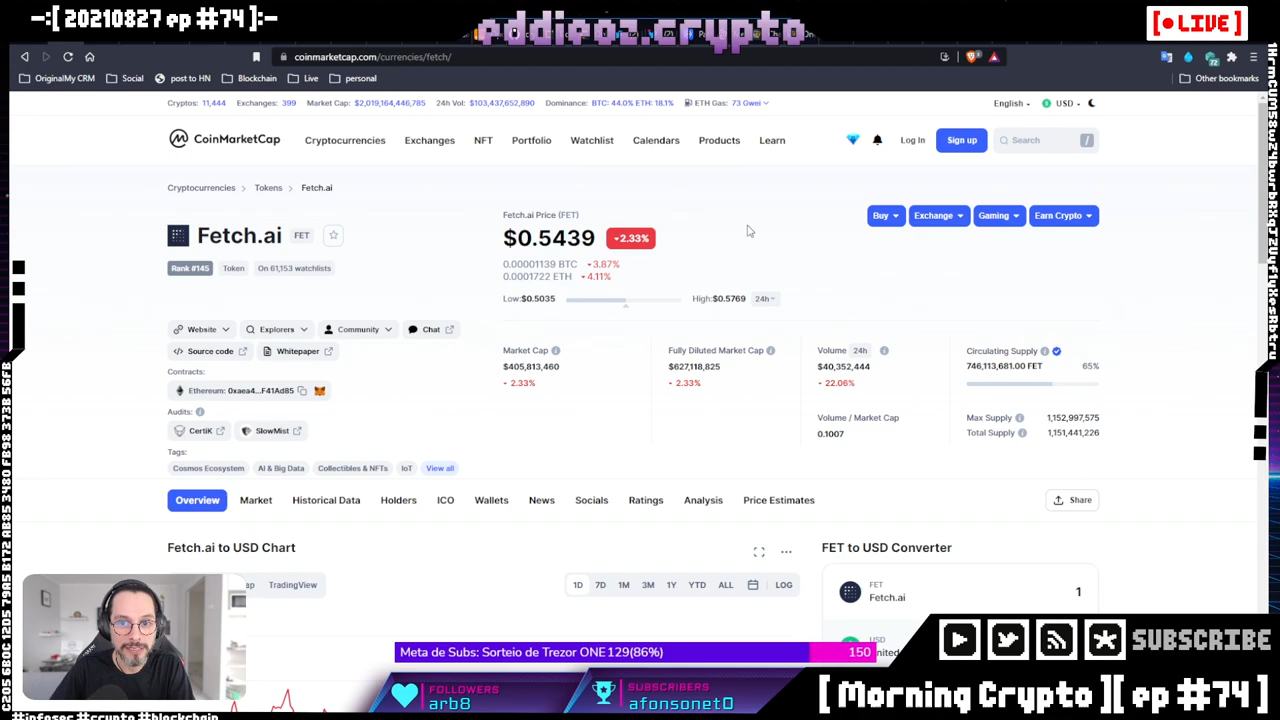 -:[ 20210827 ep #74 ]:-
eddieoz.crypto
[ LIVE ]
coinmarketcap.com/currencies/fetch/
OriginalMy CRM
Social
post to HN
Blockchain
Live
personal
Other bookmarks
Cryptos: 11,444
Exchanges: 399
Market Cap: $2,019,164,446,785
24h Vol: $103,437,652,890
Dominance: BTC: 44.0% ETH: 18.1%
ETH Gas: 73 Gwei
English
USD
CoinMarketCap
Cryptocurrencies
Exchanges
NFT
Portfolio
Watchlist
Calendars
Products
Learn
Log In
Sign up
Search
/
Cryptocurrencies
Tokens
Fetch.ai
Fetch.ai
FET
Rank #145
Token
On 61,153 watchlists
Fetch.ai Price (FET)
$0.5439
2.33%
0.00001139 BTC
3.87%
0.0001722 ETH
4.11%
Low: $0.5035
High: $0.5769
24h
Buy
Exchange
Gaming
Earn Crypto
Website
Explorers
Community
Chat
Source code
Whitepaper
Contracts:
Ethereum: 0xaea4...F41Ad85
Audits:
CertiK
SlowMist
Tags:
Cosmos Ecosystem
AI & Big Data
Collectibles & NFTs
IoT
View all
Market Cap
$405,813,460
2.33%
Fully Diluted Market Cap
$627,118,825
2.33%
Volume 24h
$40,352,444
22.06%
Volume / Market Cap
0.1007
Circulating Supply
746,113,681.00 FET
65%
Max Supply
1,152,997,575
Total Supply
1,151,441,226
Overview
Market
Historical Data
Holders
ICO
Wallets
News
Socials
Ratings
Analysis
Price Estimates
Share
Fetch.ai to USD Chart
TradingView
1D
7D
1M
3M
1Y
YTD
ALL
LOG
FET to USD Converter
FET
Fetch.ai
1
USD
Meta de Subs: Sorteio de Trezor ONE 129(86%)
150
FOLLOWERS
arb8
SUBSCRIBERS
afonsonet0
SUBSCRIBE
[ Morning Crypto ][ ep #74 ]
#infosec #crypto #blockchain